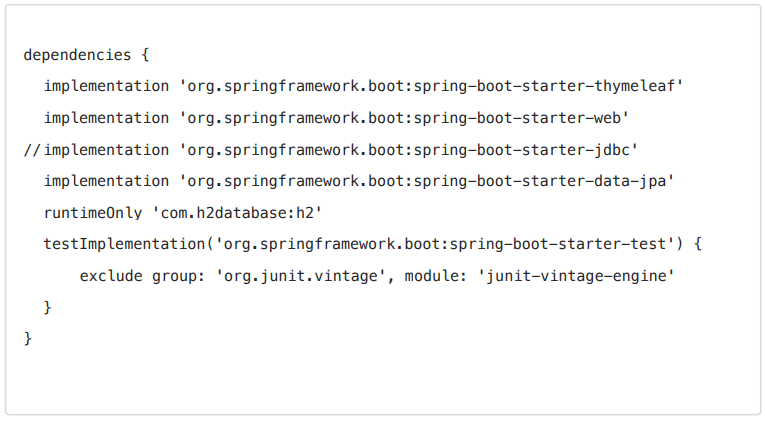 dependencies {
implementation 'org.springframework.boot:spring-boot-starter-thymeleaf'
implementation 'org.springframework.boot:spring-boot-starter-web'
//implementation 'org.springframework.boot:spring-boot-starter-jdbc'
implementation 'org.springframework.boot:spring-boot-starter-data-jpa'
runtimeOnly 'com.h2database:h2'
testImplementation('org.springframework.boot:spring-boot-starter-test') {
exclude group: 'org.junit.vintage', module: 'junit-vintage-engine'
}
}